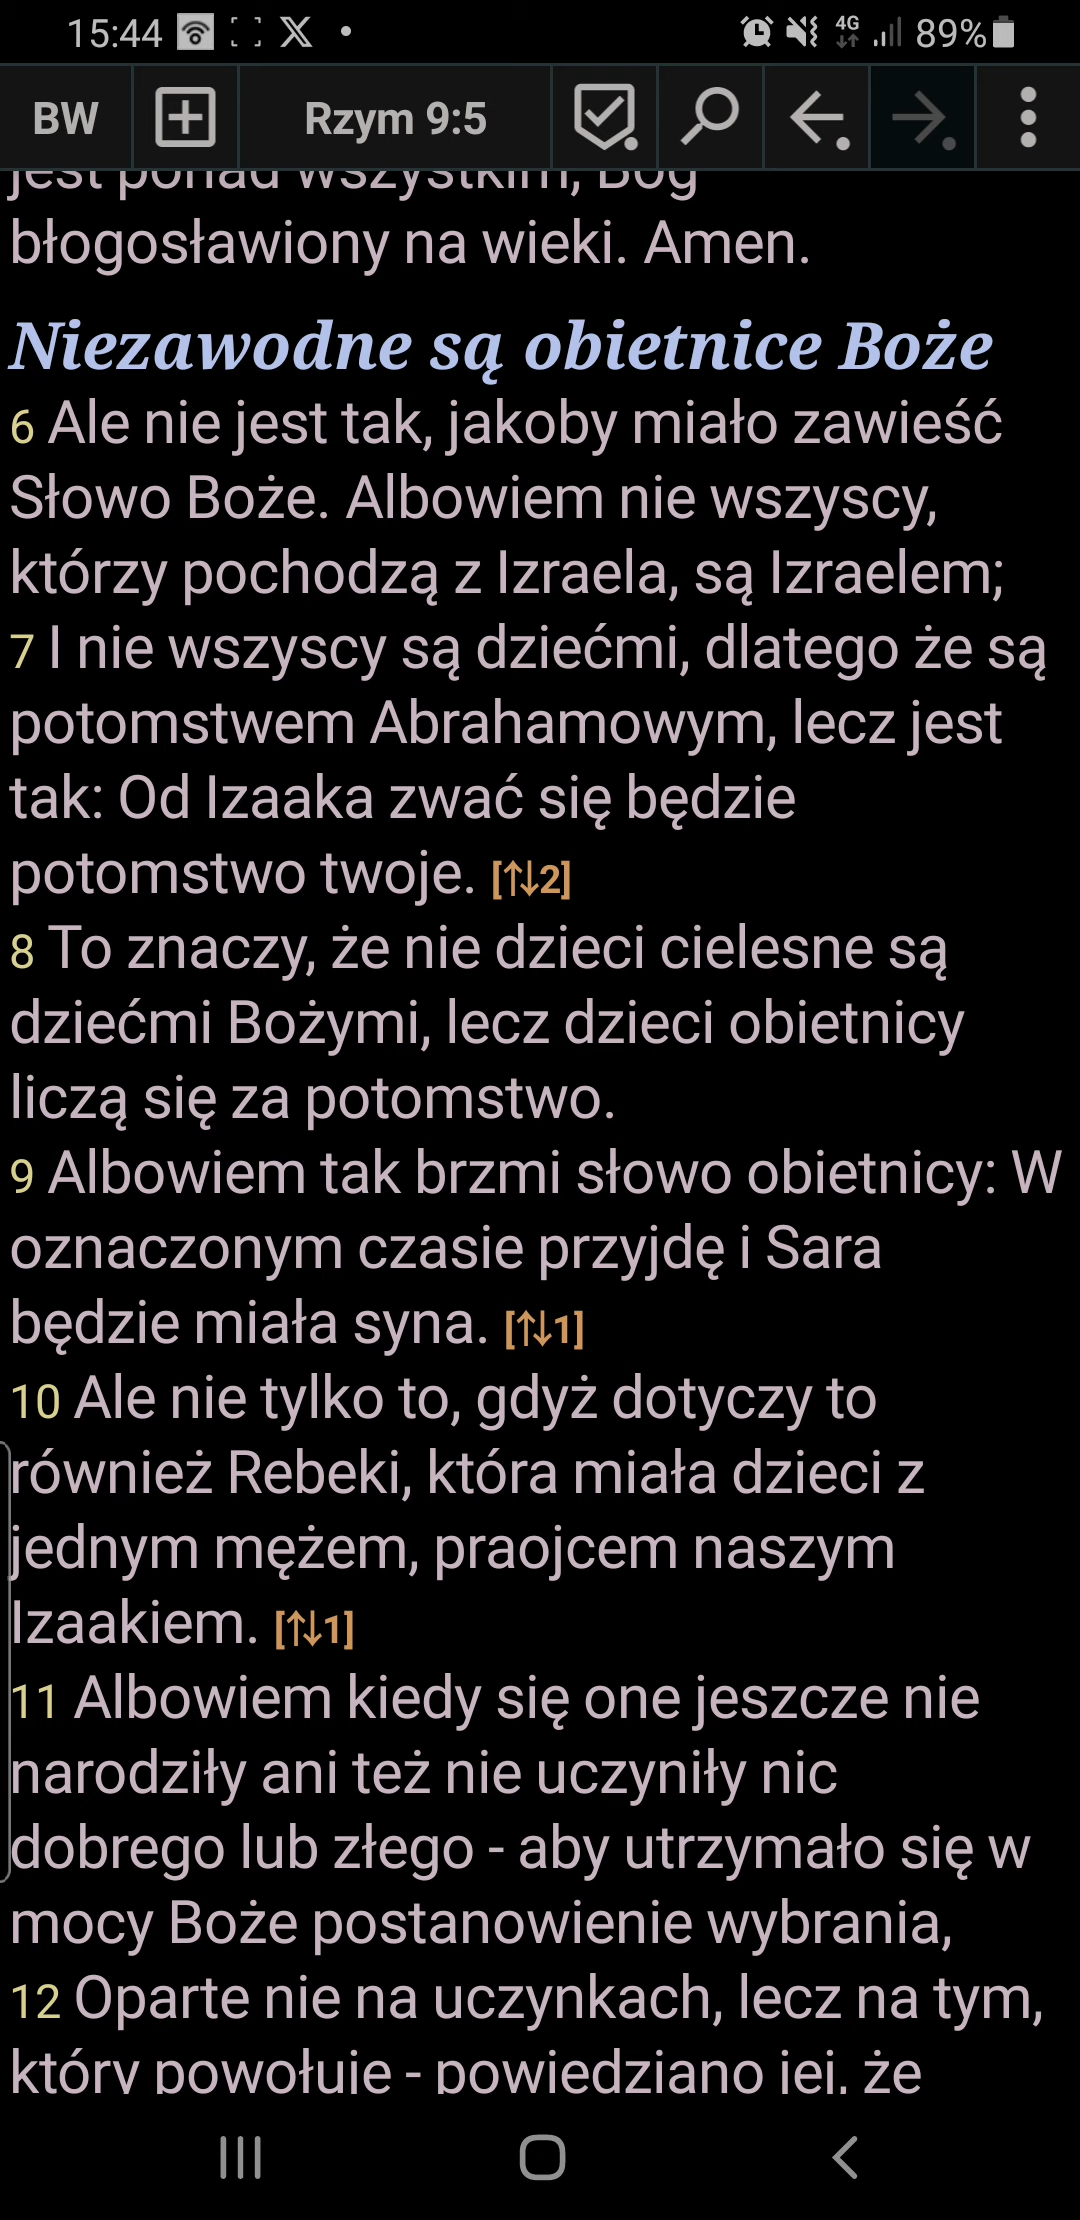 15:44
4G
89%
BW
Rzym 9:5
jest ponad wszystkim, Bóg
błogosławiony na wieki. Amen.
Niezawodne są obietnice Boże
6 Ale nie jest tak, jakoby miało zawieść
Słowo Boże. Albowiem nie wszyscy,
którzy pochodzą z Izraela, są Izraelem;
7 I nie wszyscy są dziećmi, dlatego że są
potomstwem Abrahamowym, lecz jest
tak: Od Izaaka zwać się będzie
potomstwo twoje. [⇅2]
8 To znaczy, że nie dzieci cielesne są
dziećmi Bożymi, lecz dzieci obietnicy
liczą się za potomstwo.
9 Albowiem tak brzmi słowo obietnicy: W
oznaczonym czasie przyjdę i Sara
będzie miała syna. [⇅1]
10 Ale nie tylko to, gdyż dotyczy to
również Rebeki, która miała dzieci z
jednym mężem, praojcem naszym
Izaakiem. [⇅1]
11 Albowiem kiedy się one jeszcze nie
narodziły ani też nie uczyniły nic
dobrego lub złego - aby utrzymało się w
mocy Boże postanowienie wybrania,
12 Oparte nie na uczynkach, lecz na tym,
który powołuje - powiedziano jej, że